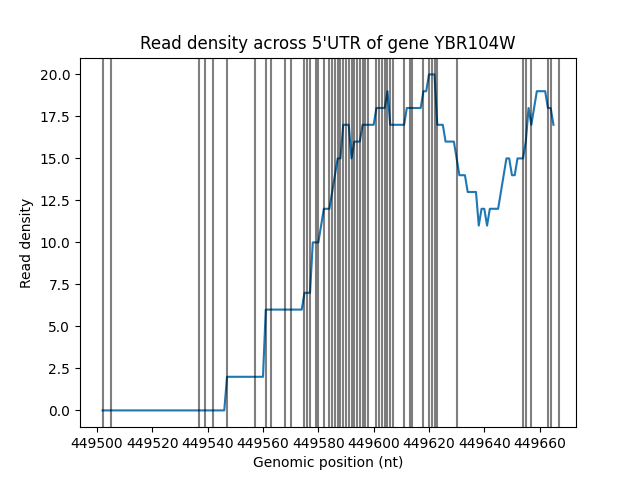 Read density across 5'UTR of gene YBR104W
20.0
17.5
15.0
12.5
10.0
7.5
5.0
2.5
0.0
Read density
449500 449520 449540 449560 449580 449600 449620 449640 449660
Genomic position (nt)